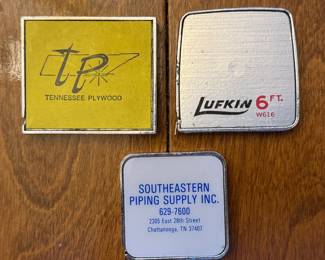 tp
TENNESSEE PLYWOOD
LUFKIN 6 FT.
W616
SOUTHEASTERN
PIPING SUPPLY INC.
629-7600
2305 East 28th Street
Chattanooga, TN 37407